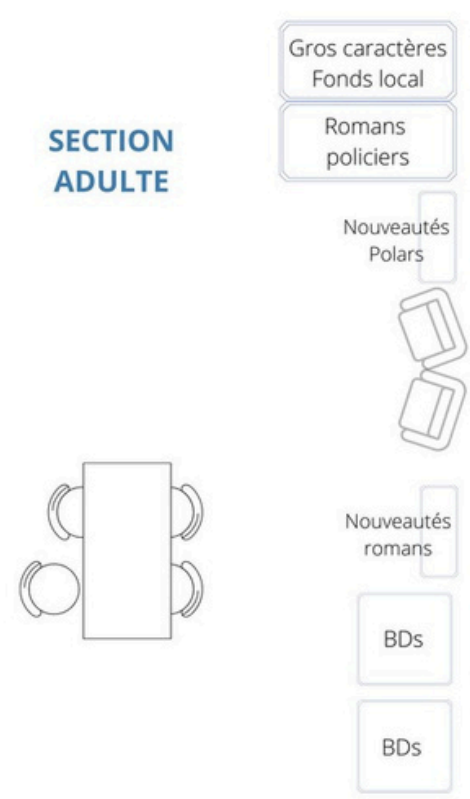 Gros caractères
Fonds local
SECTION
ADULTE
Romans
policiers
Nouveautés
Polars
Nouveautés
romans
BDs
BDs